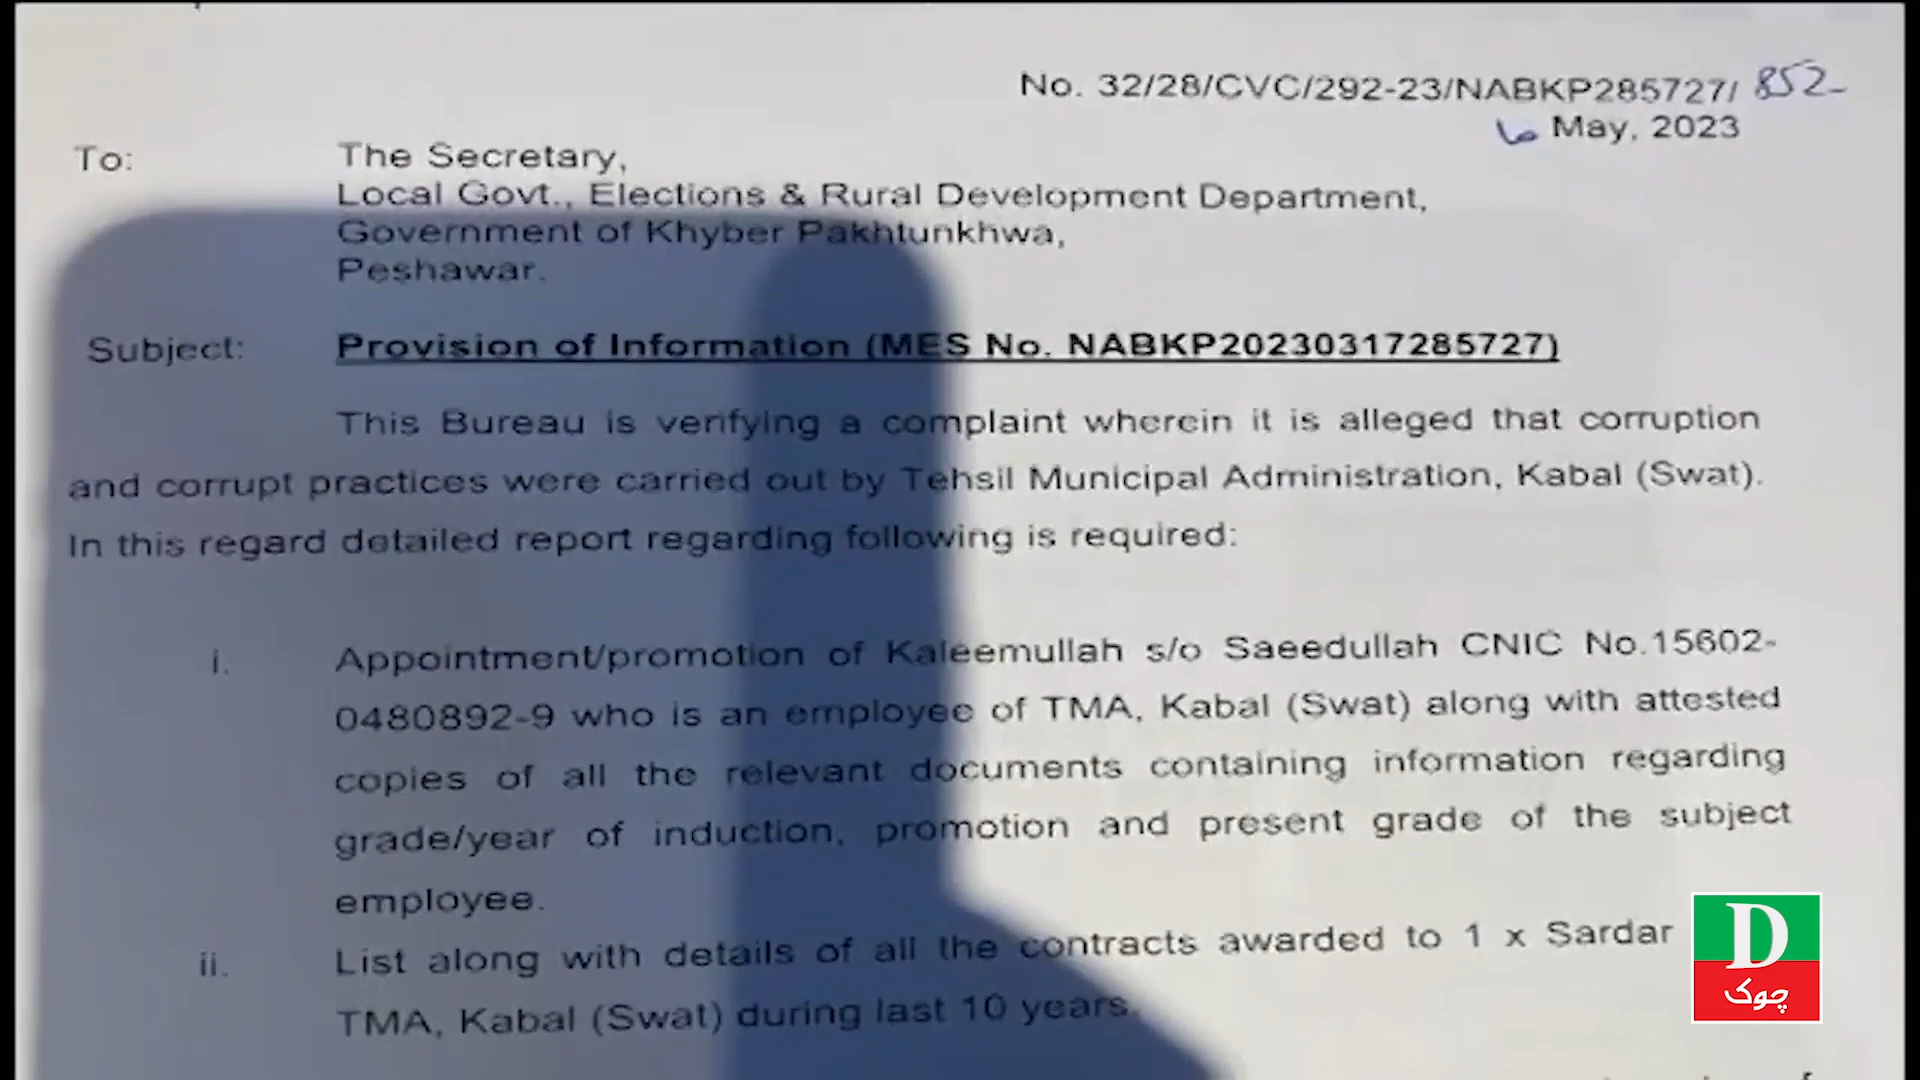 No. 32/28/CVC/292-23/NABKP285727/ 852-
May, 2023
To: The Secretary,
Local Govt., Elections & Rural Development Department,
Government of Khyber Pakhtunkhwa,
Peshawar.
Subject: Provision of Information (MES No. NABKP20230317285727)
This Bureau is verifying a complaint wherein it is alleged that corruption
and corrupt practices were carried out by Tehsil Municipal Administration, Kabal (Swat).
In this regard detailed report regarding following is required:
i. Appointment/promotion of Kaleemullah s/o Saeedullah CNIC No.15602-
0480892-9 who is an employee of TMA, Kabal (Swat) along with attested
copies of all the relevant documents containing information regarding
grade/year of induction, promotion and present grade of the subject
employee.
ii. List along with details of all the contracts awarded to 1 x Sardar
TMA, Kabal (Swat) during last 10 years.
D
چوک